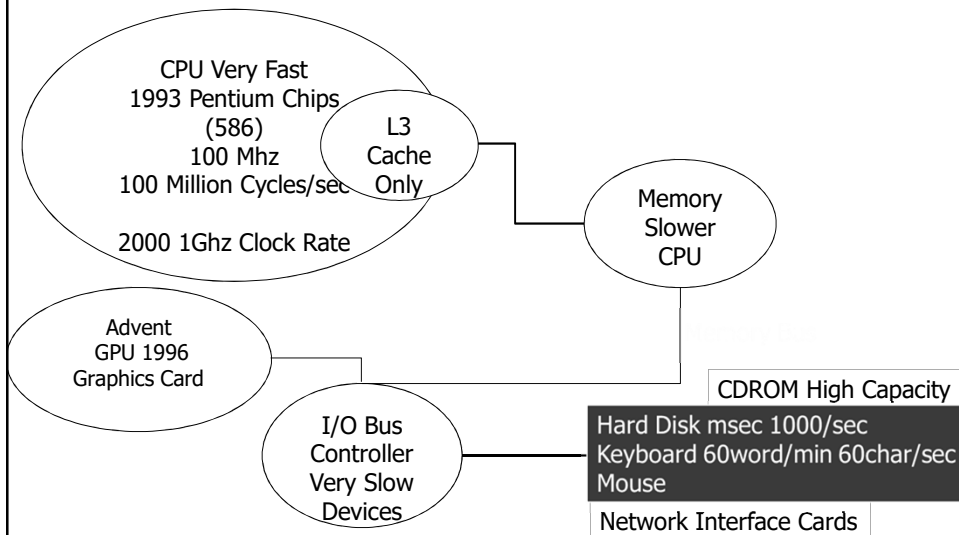 CPU Very Fast
1993 Pentium Chips
(586)
100 Mhz
100 Million Cycles/sec
2000 1Ghz Clock Rate
L3
Cache
Only
Memory
Slower
CPU
Advent
GPU 1996
Graphics Card
I/O Bus
Controller
Very Slow
Devices
CDROM High Capacity
Hard Disk msec 1000/sec
Keyboard 60word/min 60char/sec
Mouse
Network Interface Cards